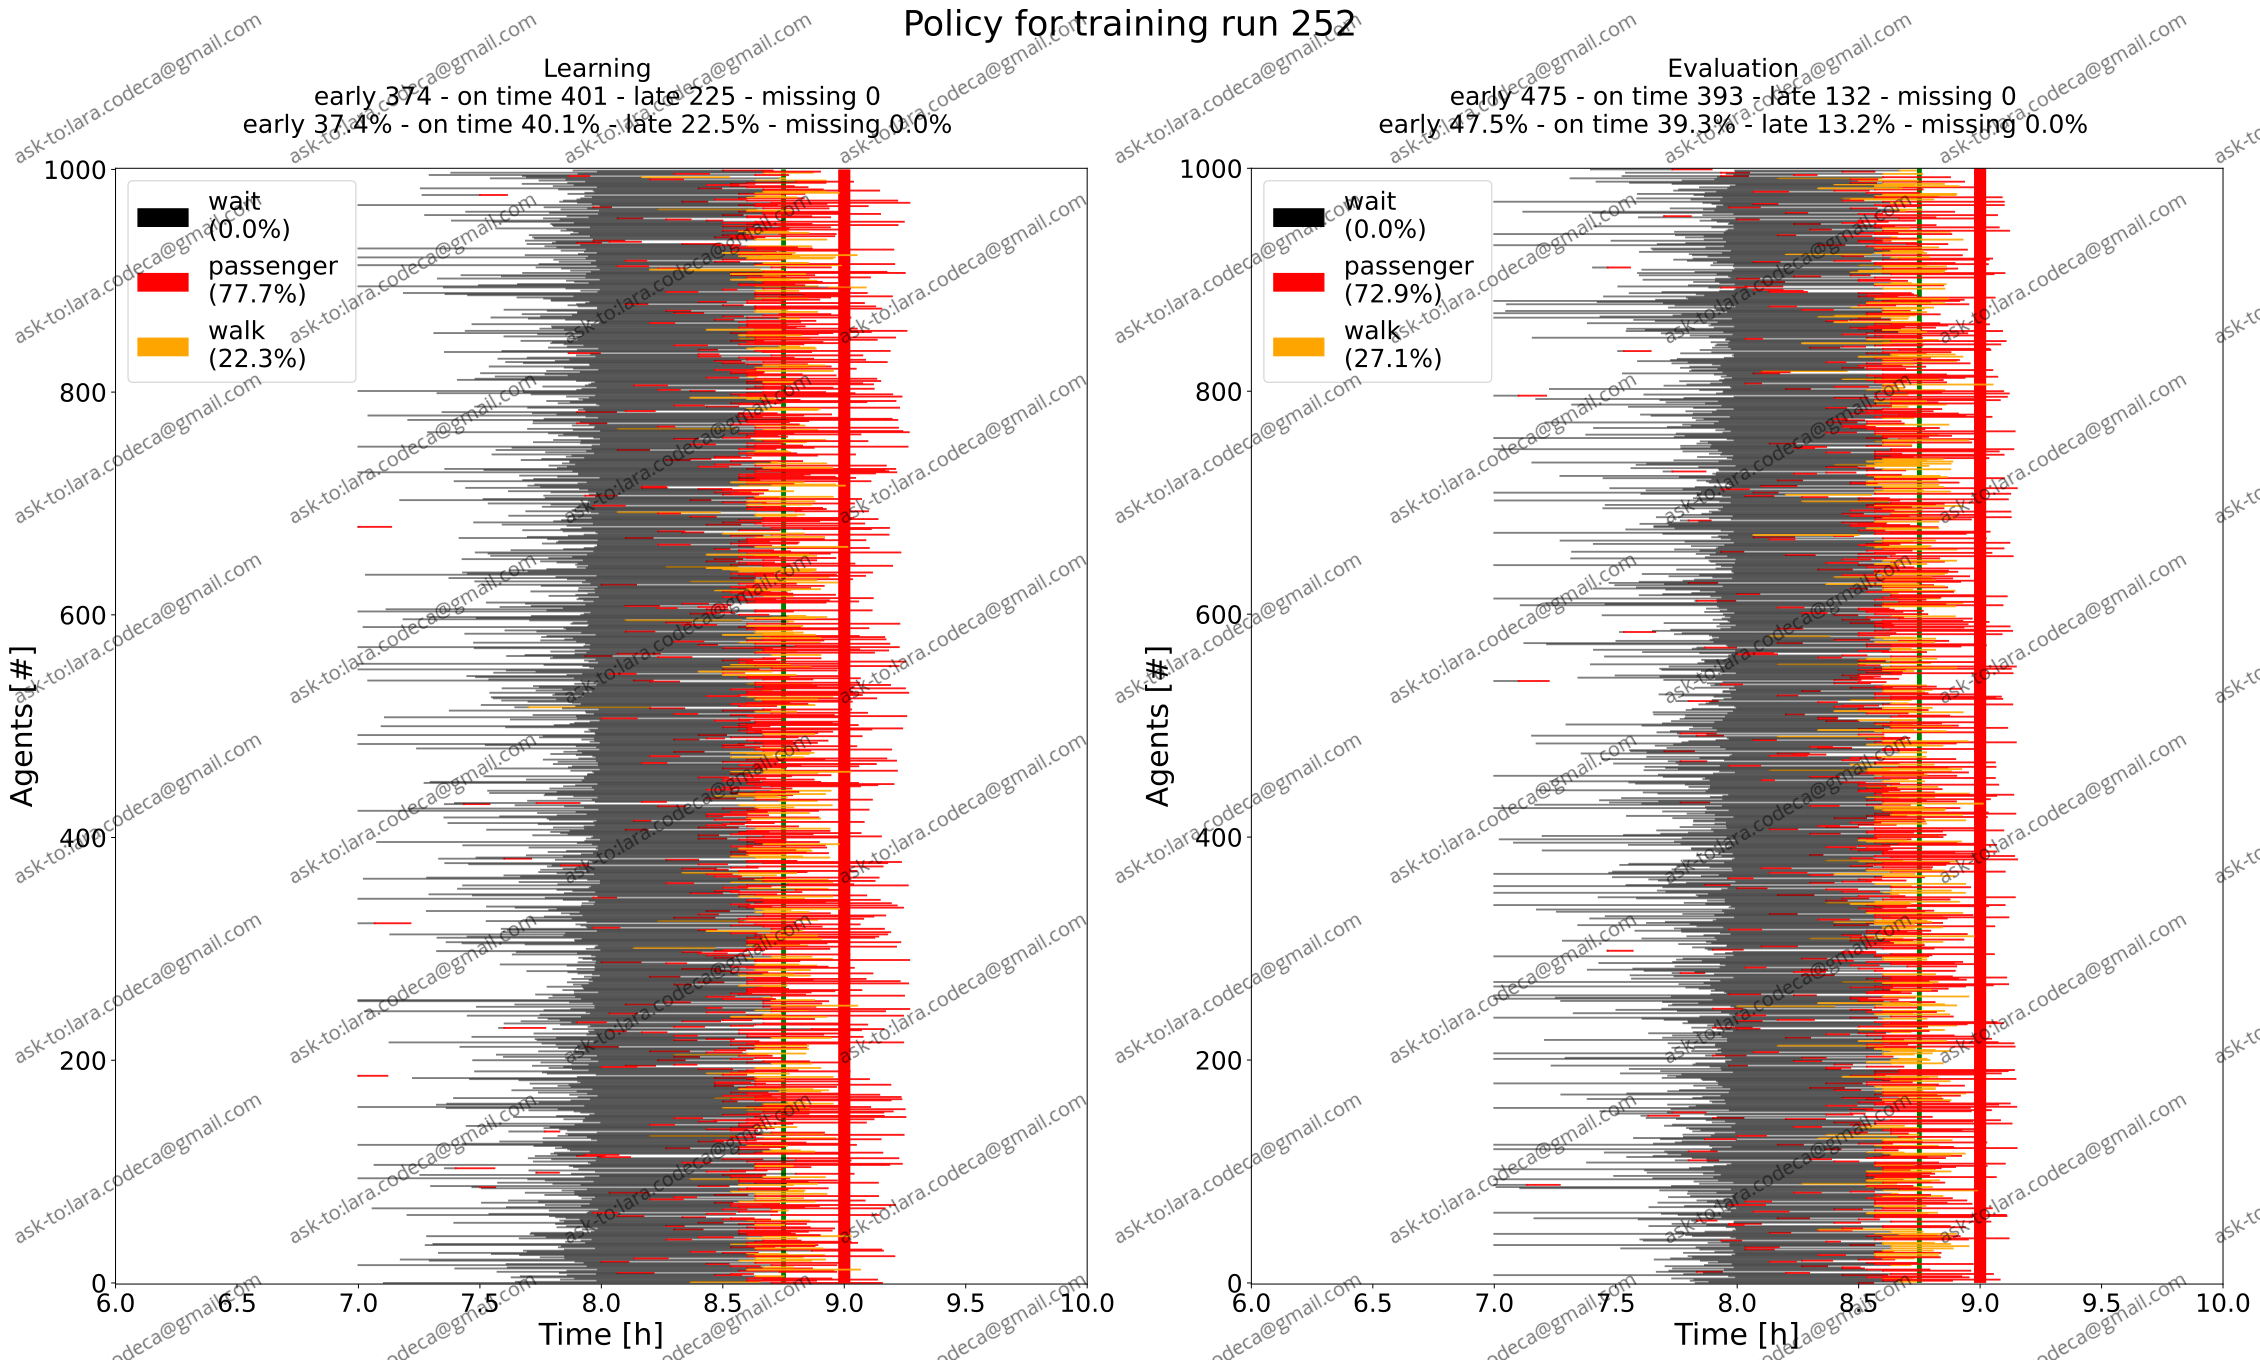 Policy for training run 252
Learning
early 374 - on time 401 - late 225 - missing 0
early 37.4% - on time 40.1% - late 22.5% - missing 0.0%
Evaluation
early 475 - on time 393 - late 132 - missing 0
early 47.5% - on time 39.3% - late 13.2% - missing 0.0%
wait
(0.0%)
passenger
(77.7%)
walk
(22.3%)
Agents [#]
1000
800
600
400
200
0
6.0 6.5 7.0 7.5 8.0 8.5 9.0 9.5 10.0
Time [h]
wait
(0.0%)
passenger
(72.9%)
walk
(27.1%)
Agents [#]
1000
800
600
400
200
0
6.0 6.5 7.0 7.5 8.0 8.5 9.0 9.5 10.0
Time [h]
ask-to:lara.codeca@gmail.com